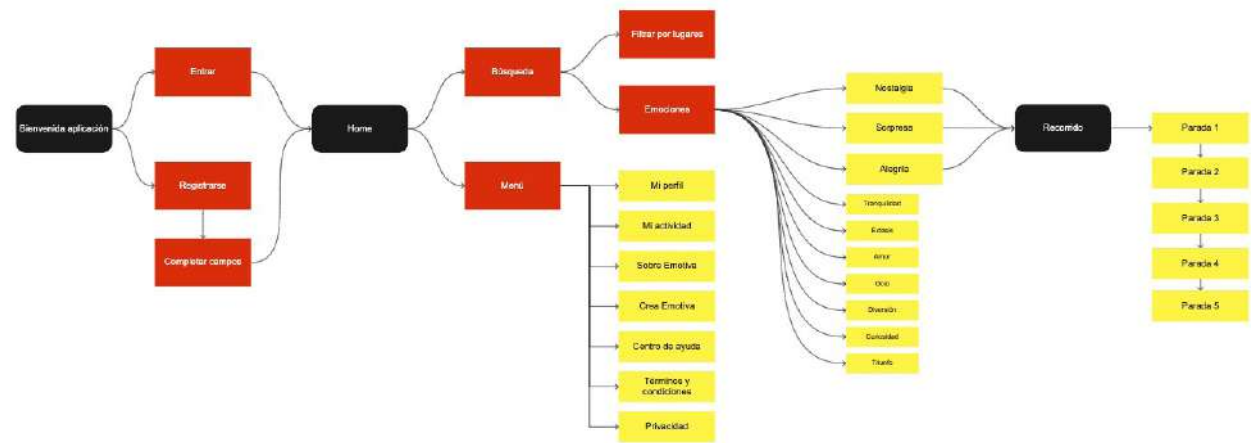 Bienvenida aplicación
Entrar
Registrarse
Completar campos
Home
Búsqueda
Menú
Filtrar por lugares
Emociones
Mi perfil
Mi actividad
Sobre Emotiva
Crea Emotiva
Centro de ayuda
Términos y
condiciones
Privacidad
Nostalgia
Sorpresa
Alegría
Tranquilidad
Éxtasis
Amor
Diversión
Curiosidad
Triunfo
Recorrido
Parada 1
Parada 2
Parada 3
Parada 4
Parada 5